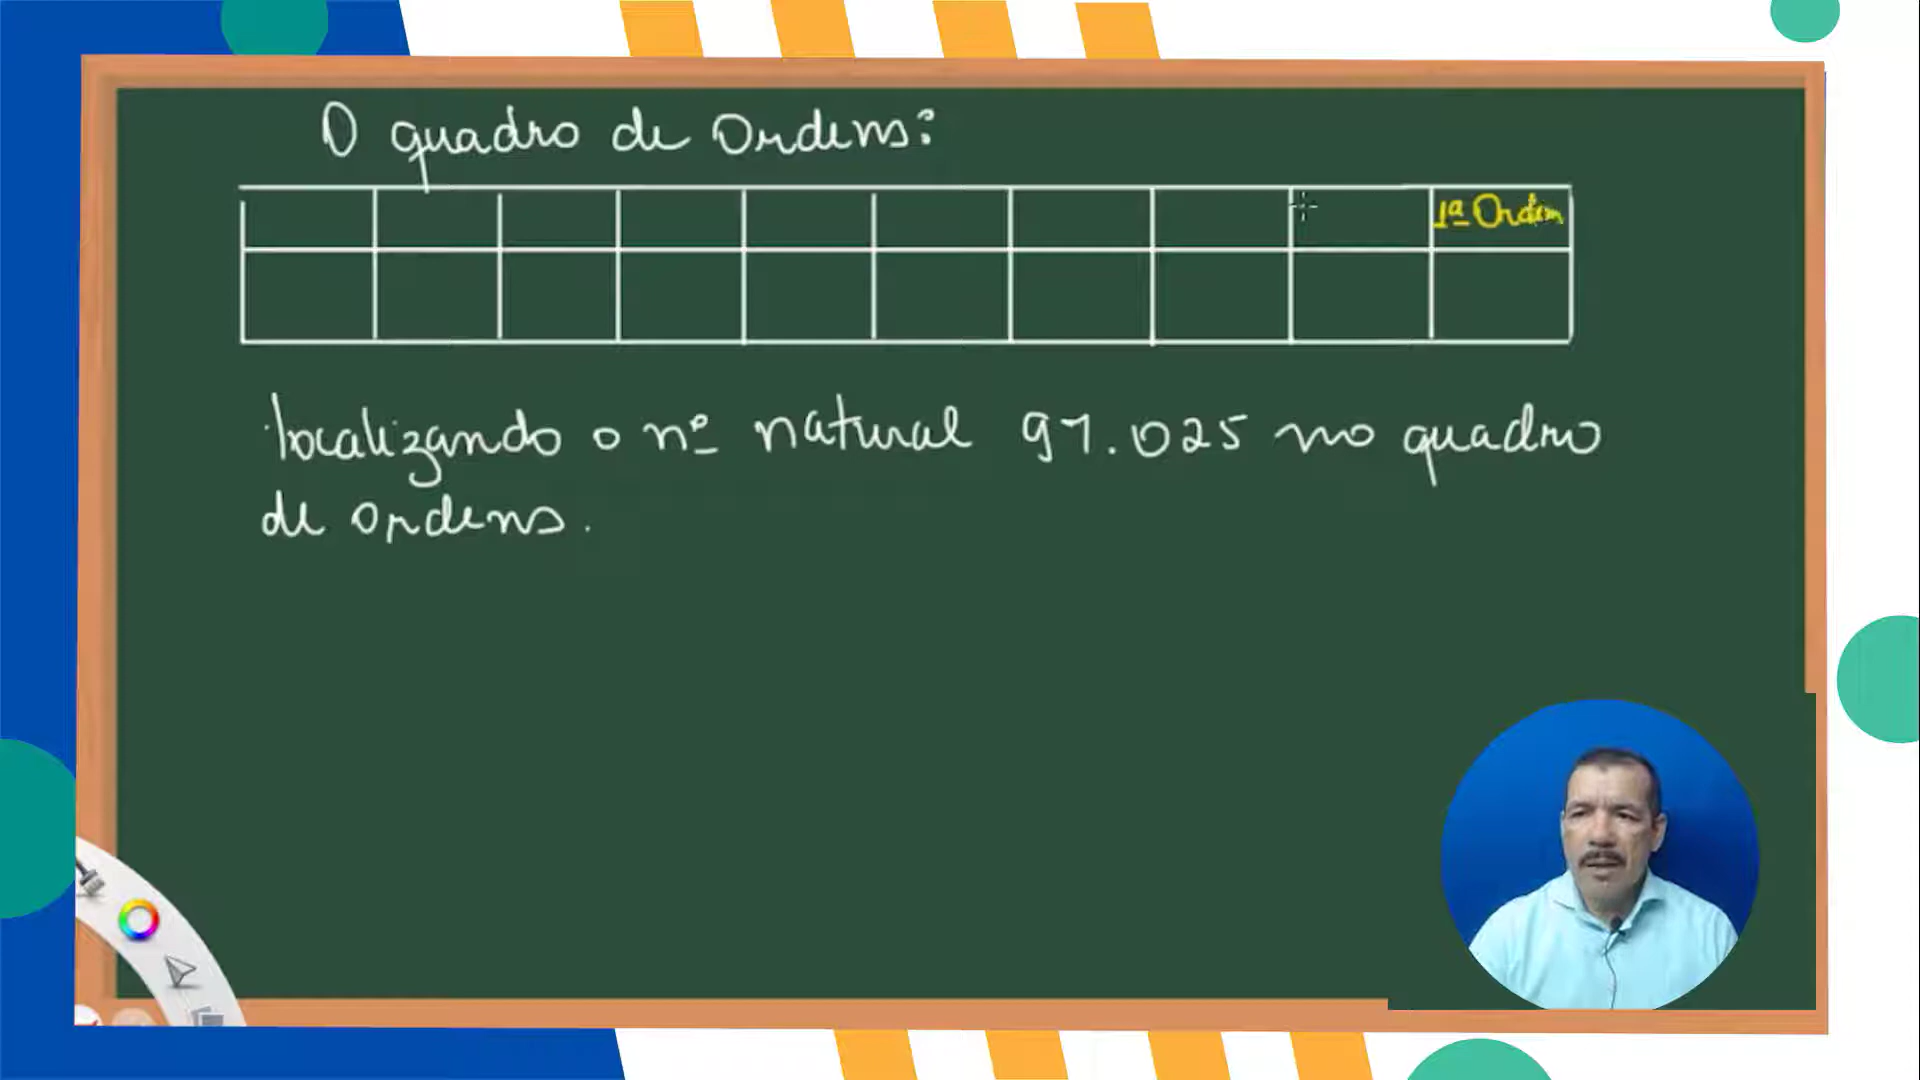 O quadro de Ordens:
1ª Ordem
localizando o nº natural 97.025 no quadro
de ordens.